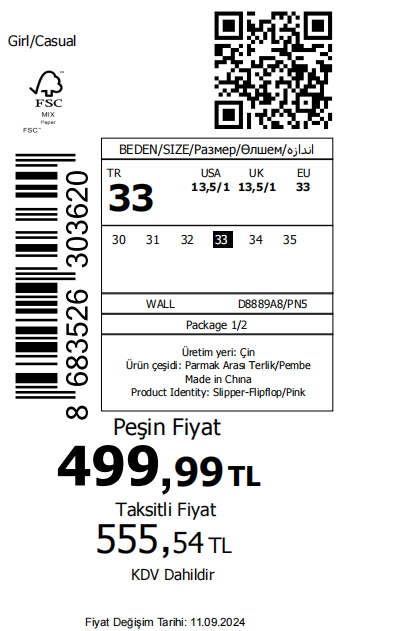 Girl/Casual
FSC
MIX
Paper
FSC™
BEDEN/SIZE/Размер/Өлшем/اندازه
TR USA UK EU
33 13,5/1 13,5/1 33
30 31 32 33 34 35
WALL D8889A8/PN5
Package 1/2
Üretim yeri: Çin
Ürün çeşidi: Parmak Arası Terlik/Pembe
Made in Chına
Product Identity: Slipper-Flipflop/Pink
8 683526 303620
Peşin Fiyat
499,99 TL
Taksitli Fiyat
555,54 TL
KDV Dahildir
Fiyat Değişim Tarihi: 11.09.2024